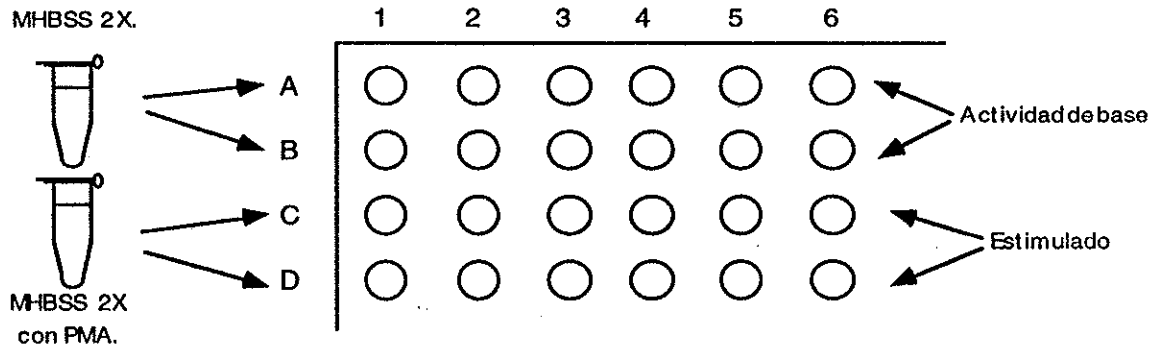 MHBSS 2X.
1 2 3 4 5 6
A
B
Actividad de base
C
Estimulado
D
MHBSS 2X
con PMA.